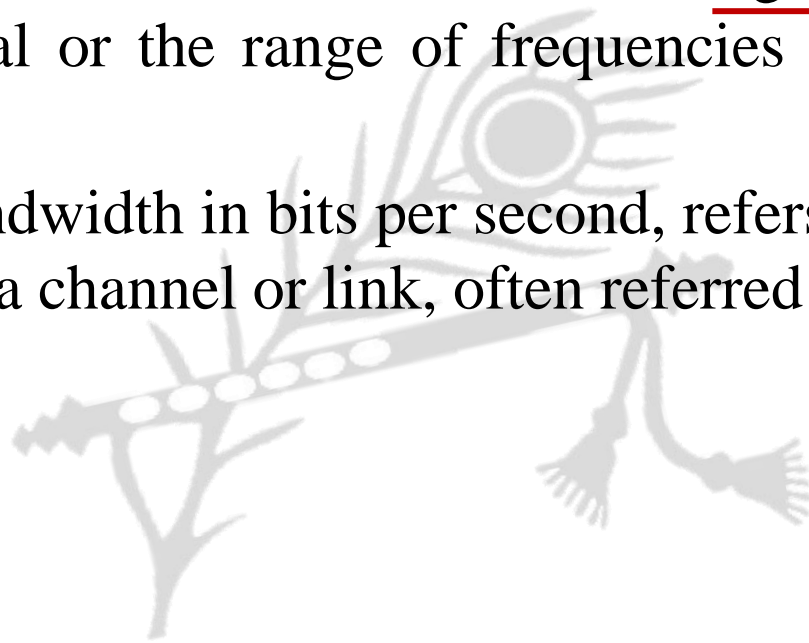 al or the range of frequencies
ndwidth in bits per second, refers
a channel or link, often referred